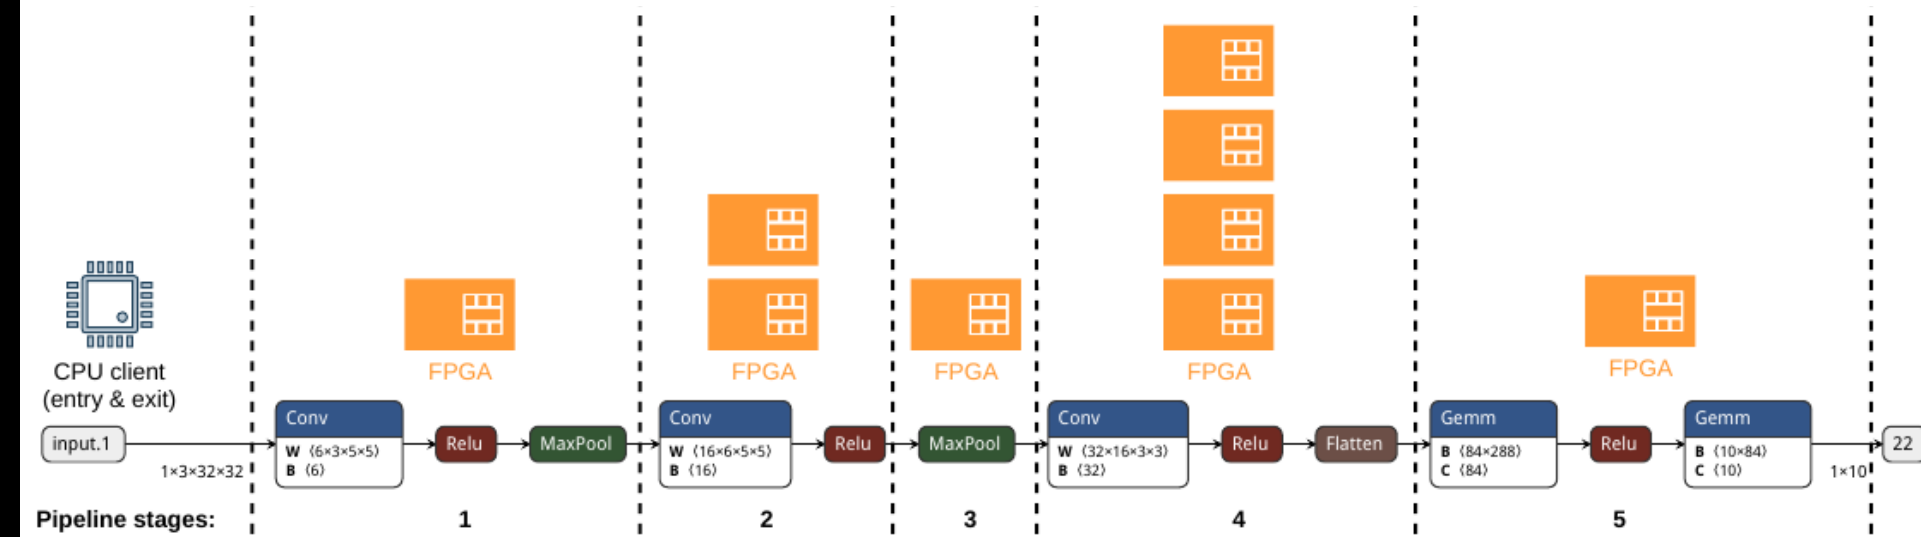 FPGA
FPGA
FPGA
FPGA
FPGA
CPU client
(entry & exit)
input.1
1×3×32×32
Conv
W ⟨6×3×5×5⟩
B ⟨6⟩
Relu
MaxPool
Conv
W ⟨16×6×5×5⟩
B ⟨16⟩
Relu
MaxPool
Conv
W ⟨32×16×3×3⟩
B ⟨32⟩
Relu
Flatten
Gemm
B ⟨84×288⟩
C ⟨84⟩
Relu
Gemm
B ⟨10×84⟩
C ⟨10⟩
1×10
22
Pipeline stages: 1 2 3 4 5